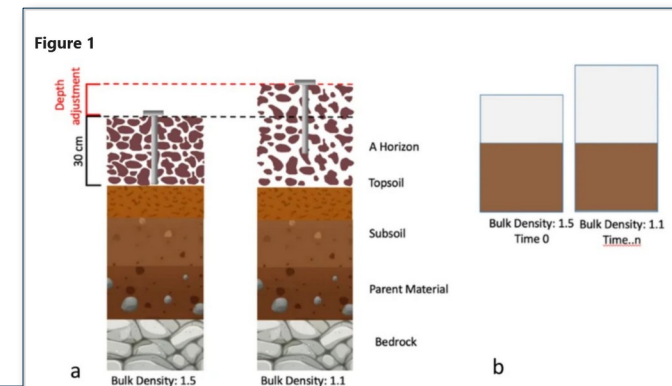 Figure 1
Depth
adjustment
30 cm
A Horizon
Topsoil
Subsoil
Parent Material
Bedrock
a
Bulk Density: 1.5
Bulk Density: 1.1
Bulk Density: 1.5
Time 0
Bulk Density: 1.1
Time..n
b